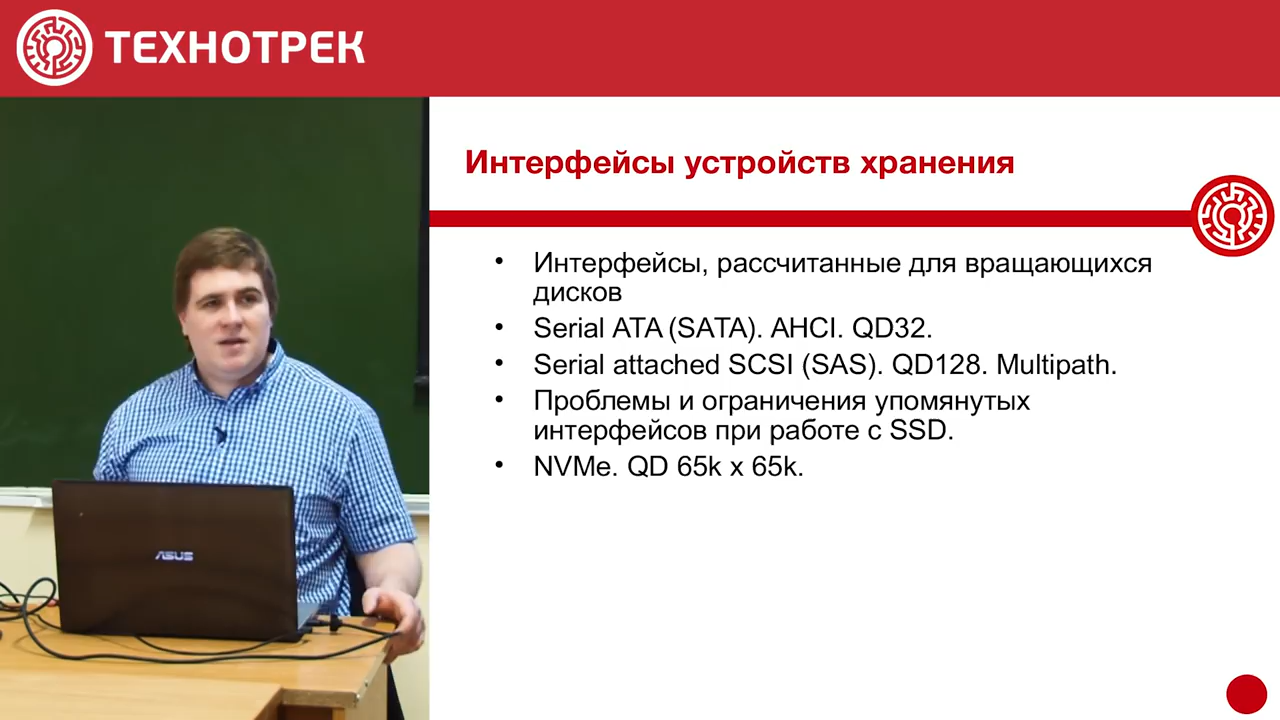 ТЕХНОТРЕК
Интерфейсы устройств хранения
• Интерфейсы, рассчитанные для вращающихся
дисков
• Serial ATA (SATA). AHCI. QD32.
• Serial attached SCSI (SAS). QD128. Multipath.
• Проблемы и ограничения упомянутых
интерфейсов при работе с SSD.
• NVMe. QD 65k x 65k.
ASUS